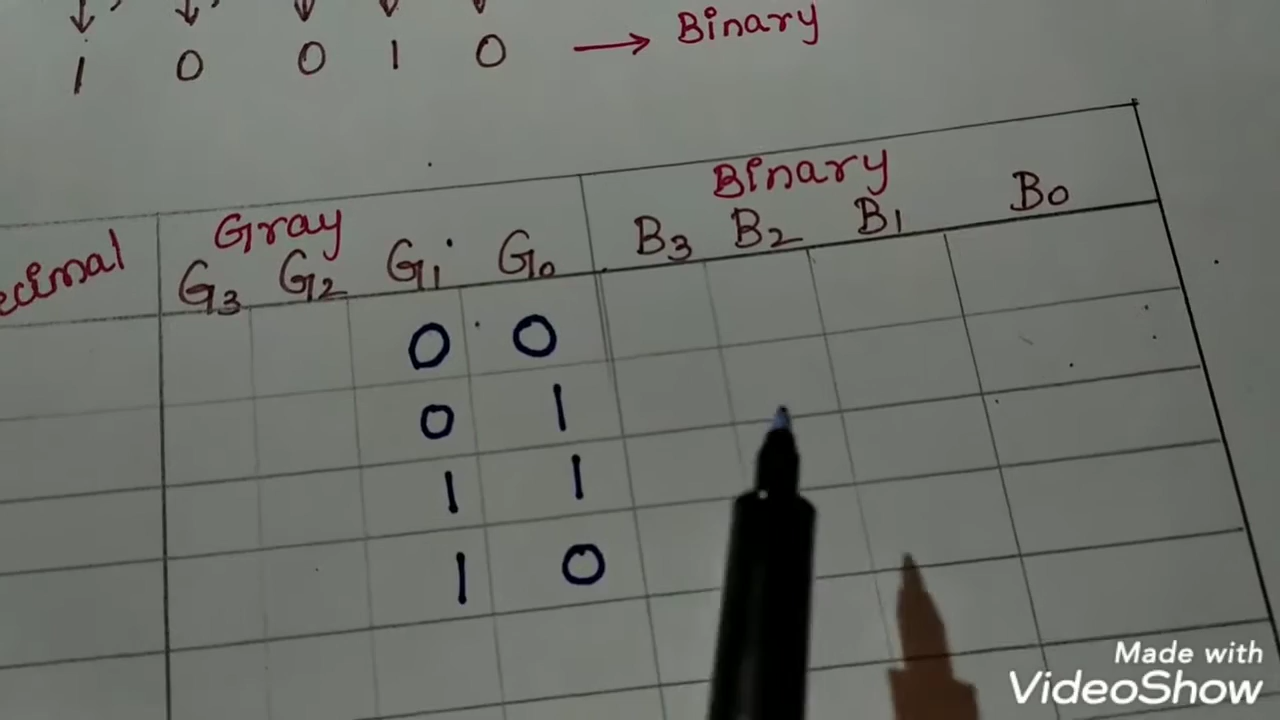 1 0 0 1 0 → Binary
Gray Binary
G3 G2 G1 G0 B3 B2 B1 B0
0 0
0 1
1 1
1 0
Made with
VideoShow